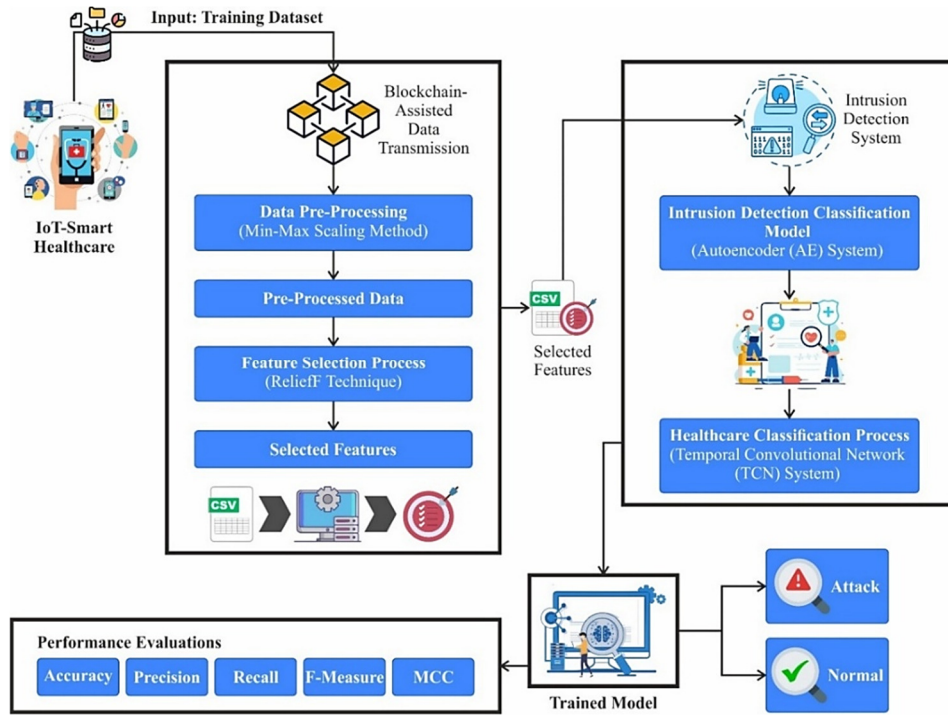 Input: Training Dataset
IoT-Smart
Healthcare
Blockchain-
Assisted
Data
Transmission
Data Pre-Processing
(Min-Max Scaling Method)
Pre-Processed Data
Feature Selection Process
(ReliefF Technique)
Selected Features
CSV
CSV
Selected
Features
Intrusion
Detection
System
Intrusion Detection Classification
Model
(Autoencoder (AE) System)
Healthcare Classification Process
(Temporal Convolutional Network
(TCN) System)
Trained Model
Attack
Normal
Performance Evaluations
Accuracy
Precision
Recall
F-Measure
MCC